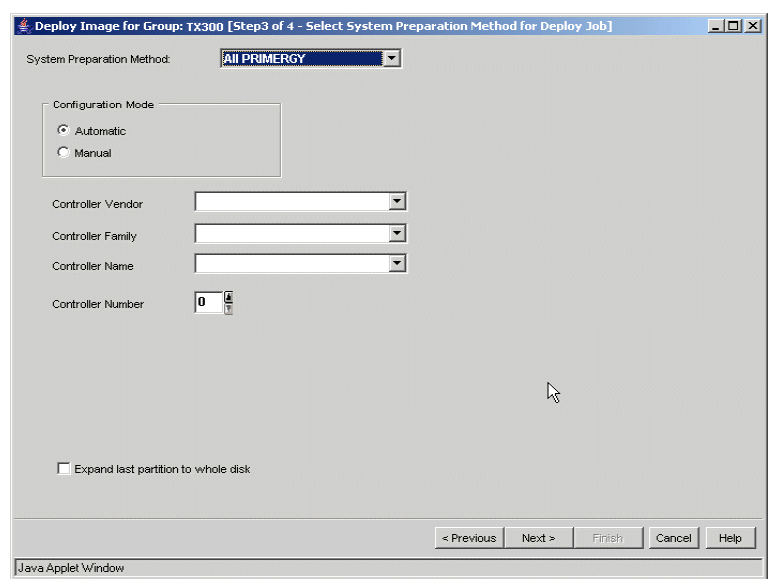 Deploy Image for Group: TX300 [Step3 of 4 - Select System Preparation Method for Deploy Job]
System Preparation Method: All PRIMERGY
Configuration Mode
Automatic
Manual
Controller Vendor
Controller Family
Controller Name
Controller Number 0
Expand last partition to whole disk
< Previous Next > Finish Cancel Help
Java Applet Window